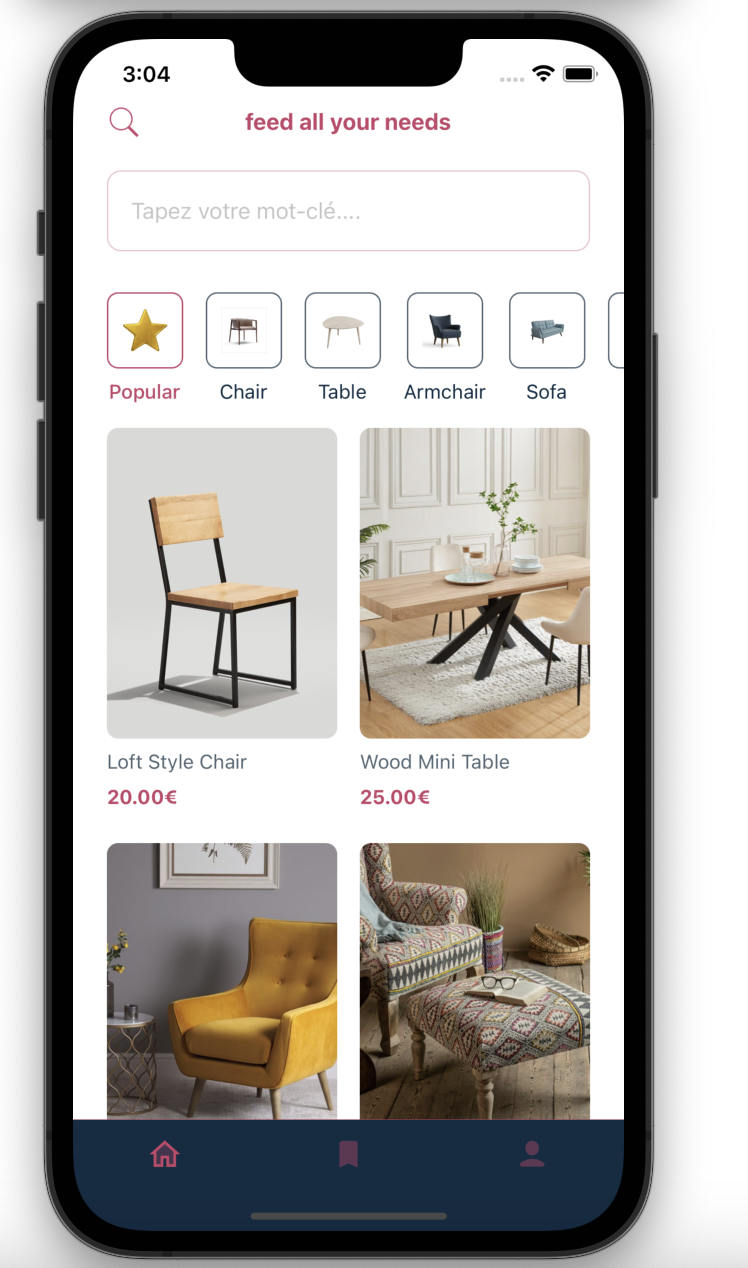 3:04
feed all your needs
Tapez votre mot-clé....
Popular Chair Table Armchair Sofa
Loft Style Chair Wood Mini Table
20.00€ 25.00€